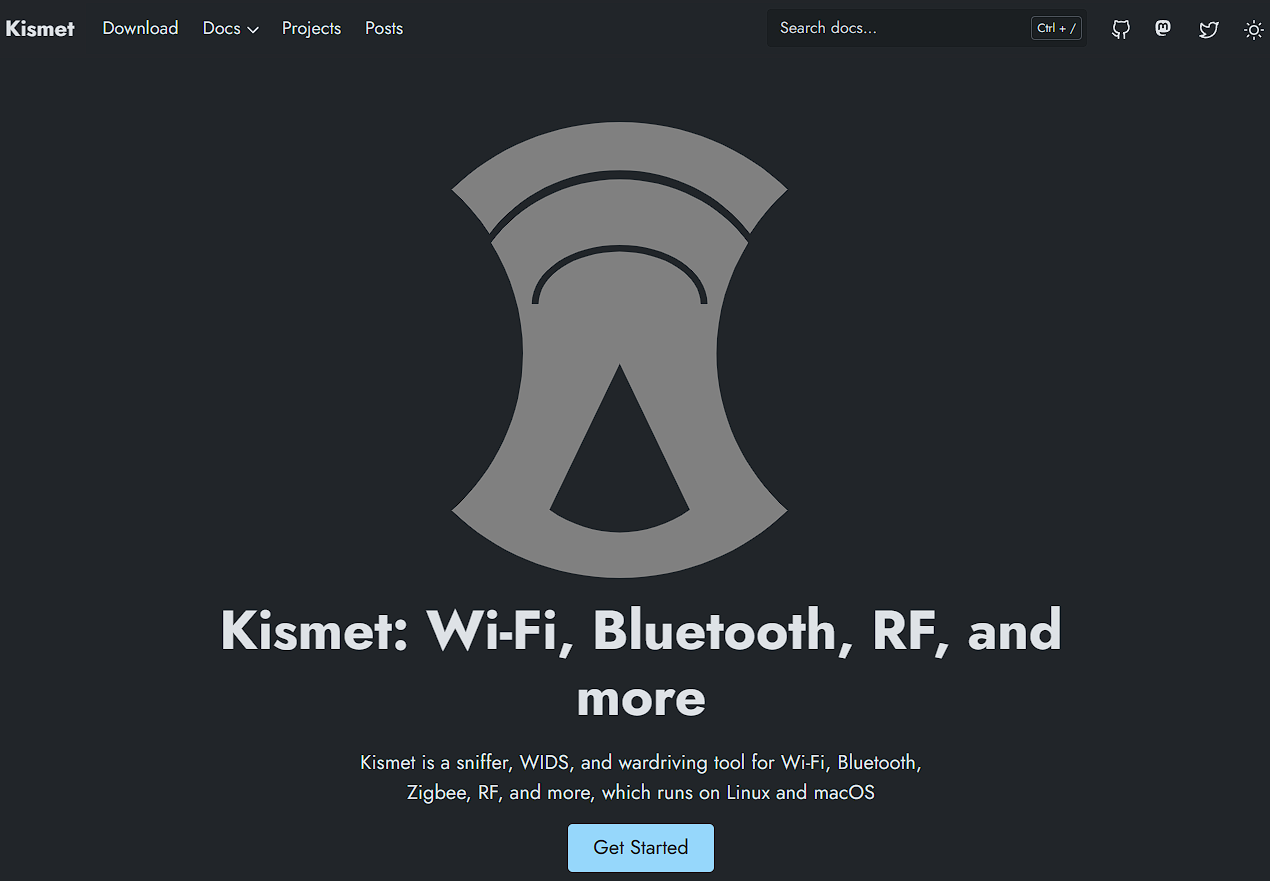 Kismet Download Docs Projects Posts Search docs... Ctrl + /
Kismet: Wi-Fi, Bluetooth, RF, and
more
Kismet is a sniffer, WIDS, and wardriving tool for Wi-Fi, Bluetooth,
Zigbee, RF, and more, which runs on Linux and macOS
Get Started